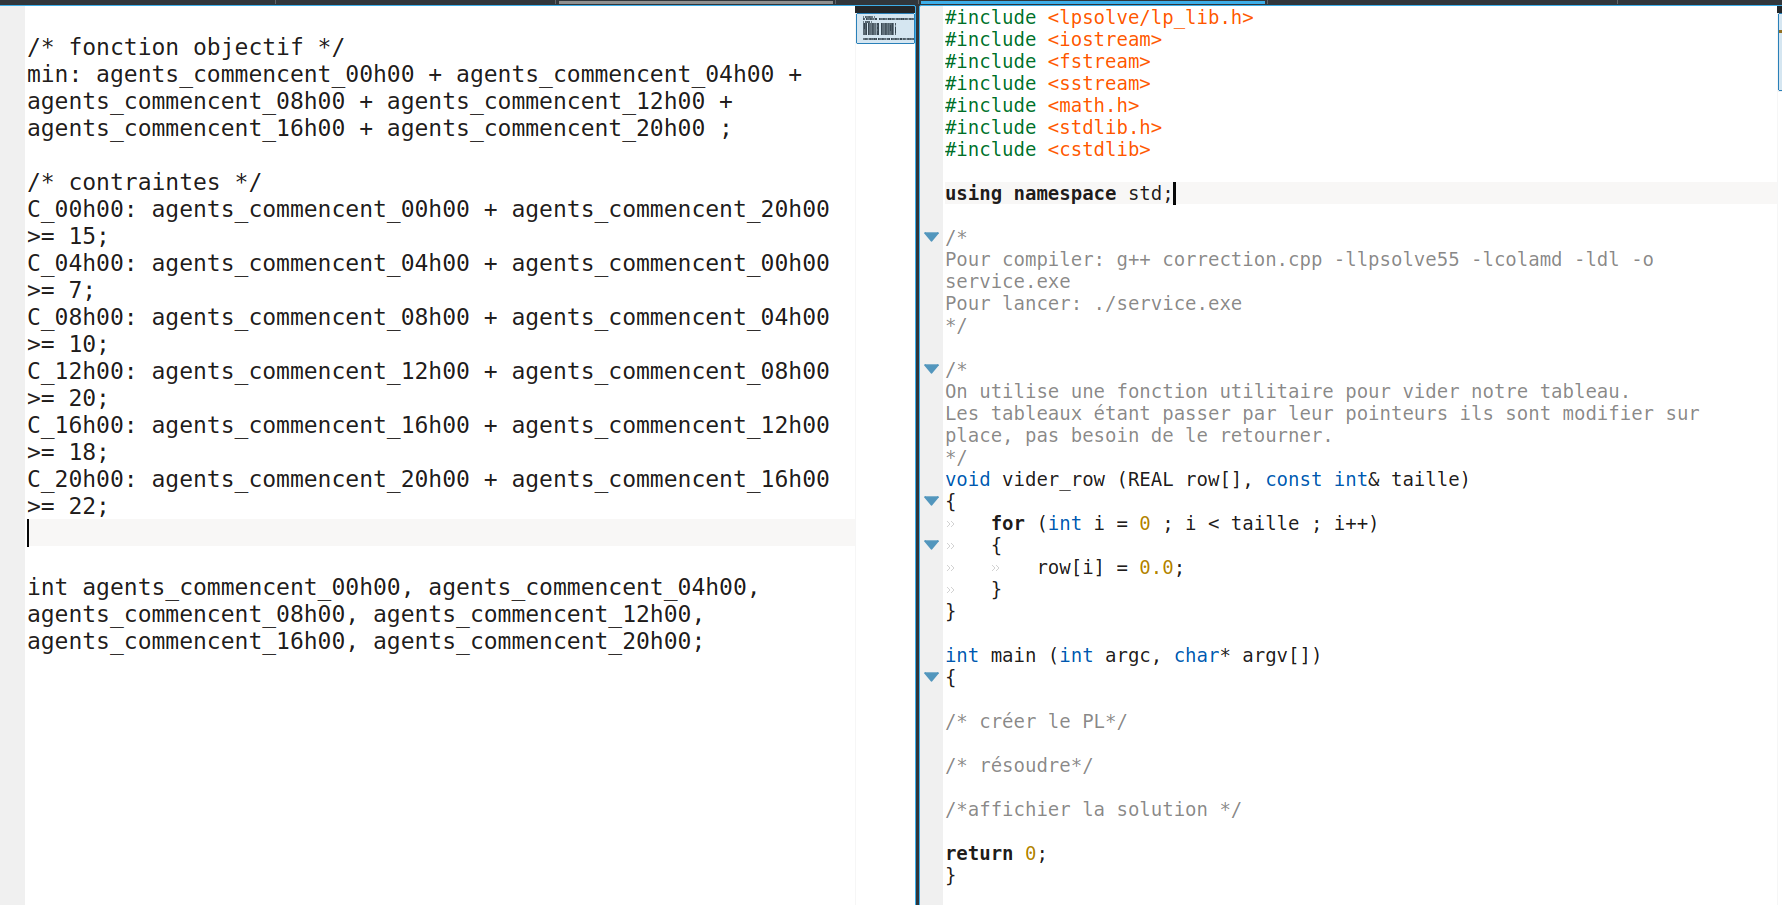 /* fonction objectif */
min: agents_commencent_00h00 + agents_commencent_04h00 +
agents_commencent_08h00 + agents_commencent_12h00 +
agents_commencent_16h00 + agents_commencent_20h00 ;
/* contraintes */
C_00h00: agents_commencent_00h00 + agents_commencent_20h00
>= 15;
C_04h00: agents_commencent_04h00 + agents_commencent_00h00
>= 7;
C_08h00: agents_commencent_08h00 + agents_commencent_04h00
>= 10;
C_12h00: agents_commencent_12h00 + agents_commencent_08h00
>= 20;
C_16h00: agents_commencent_16h00 + agents_commencent_12h00
>= 18;
C_20h00: agents_commencent_20h00 + agents_commencent_16h00
>= 22;
int agents_commencent_00h00, agents_commencent_04h00,
agents_commencent_08h00, agents_commencent_12h00,
agents_commencent_16h00, agents_commencent_20h00;
#include <lpsolve/lp_lib.h>
#include <iostream>
#include <fstream>
#include <sstream>
#include <math.h>
#include <stdlib.h>
#include <cstdlib>
using namespace std;
/*
Pour compiler: g++ correction.cpp -llpsolve55 -lcolamd -ldl -o
service.exe
Pour lancer: ./service.exe
*/
/*
On utilise une fonction utilitaire pour vider notre tableau.
Les tableaux étant passer par leur pointeurs ils sont modifier sur
place, pas besoin de le retourner.
*/
void vider_row (REAL row[], const int& taille)
{
for (int i = 0 ; i < taille ; i++)
{
row[i] = 0.0;
}
}
int main (int argc, char* argv[])
{
/* créer le PL*/
/* résoudre*/
/*affichier la solution */
return 0;
}